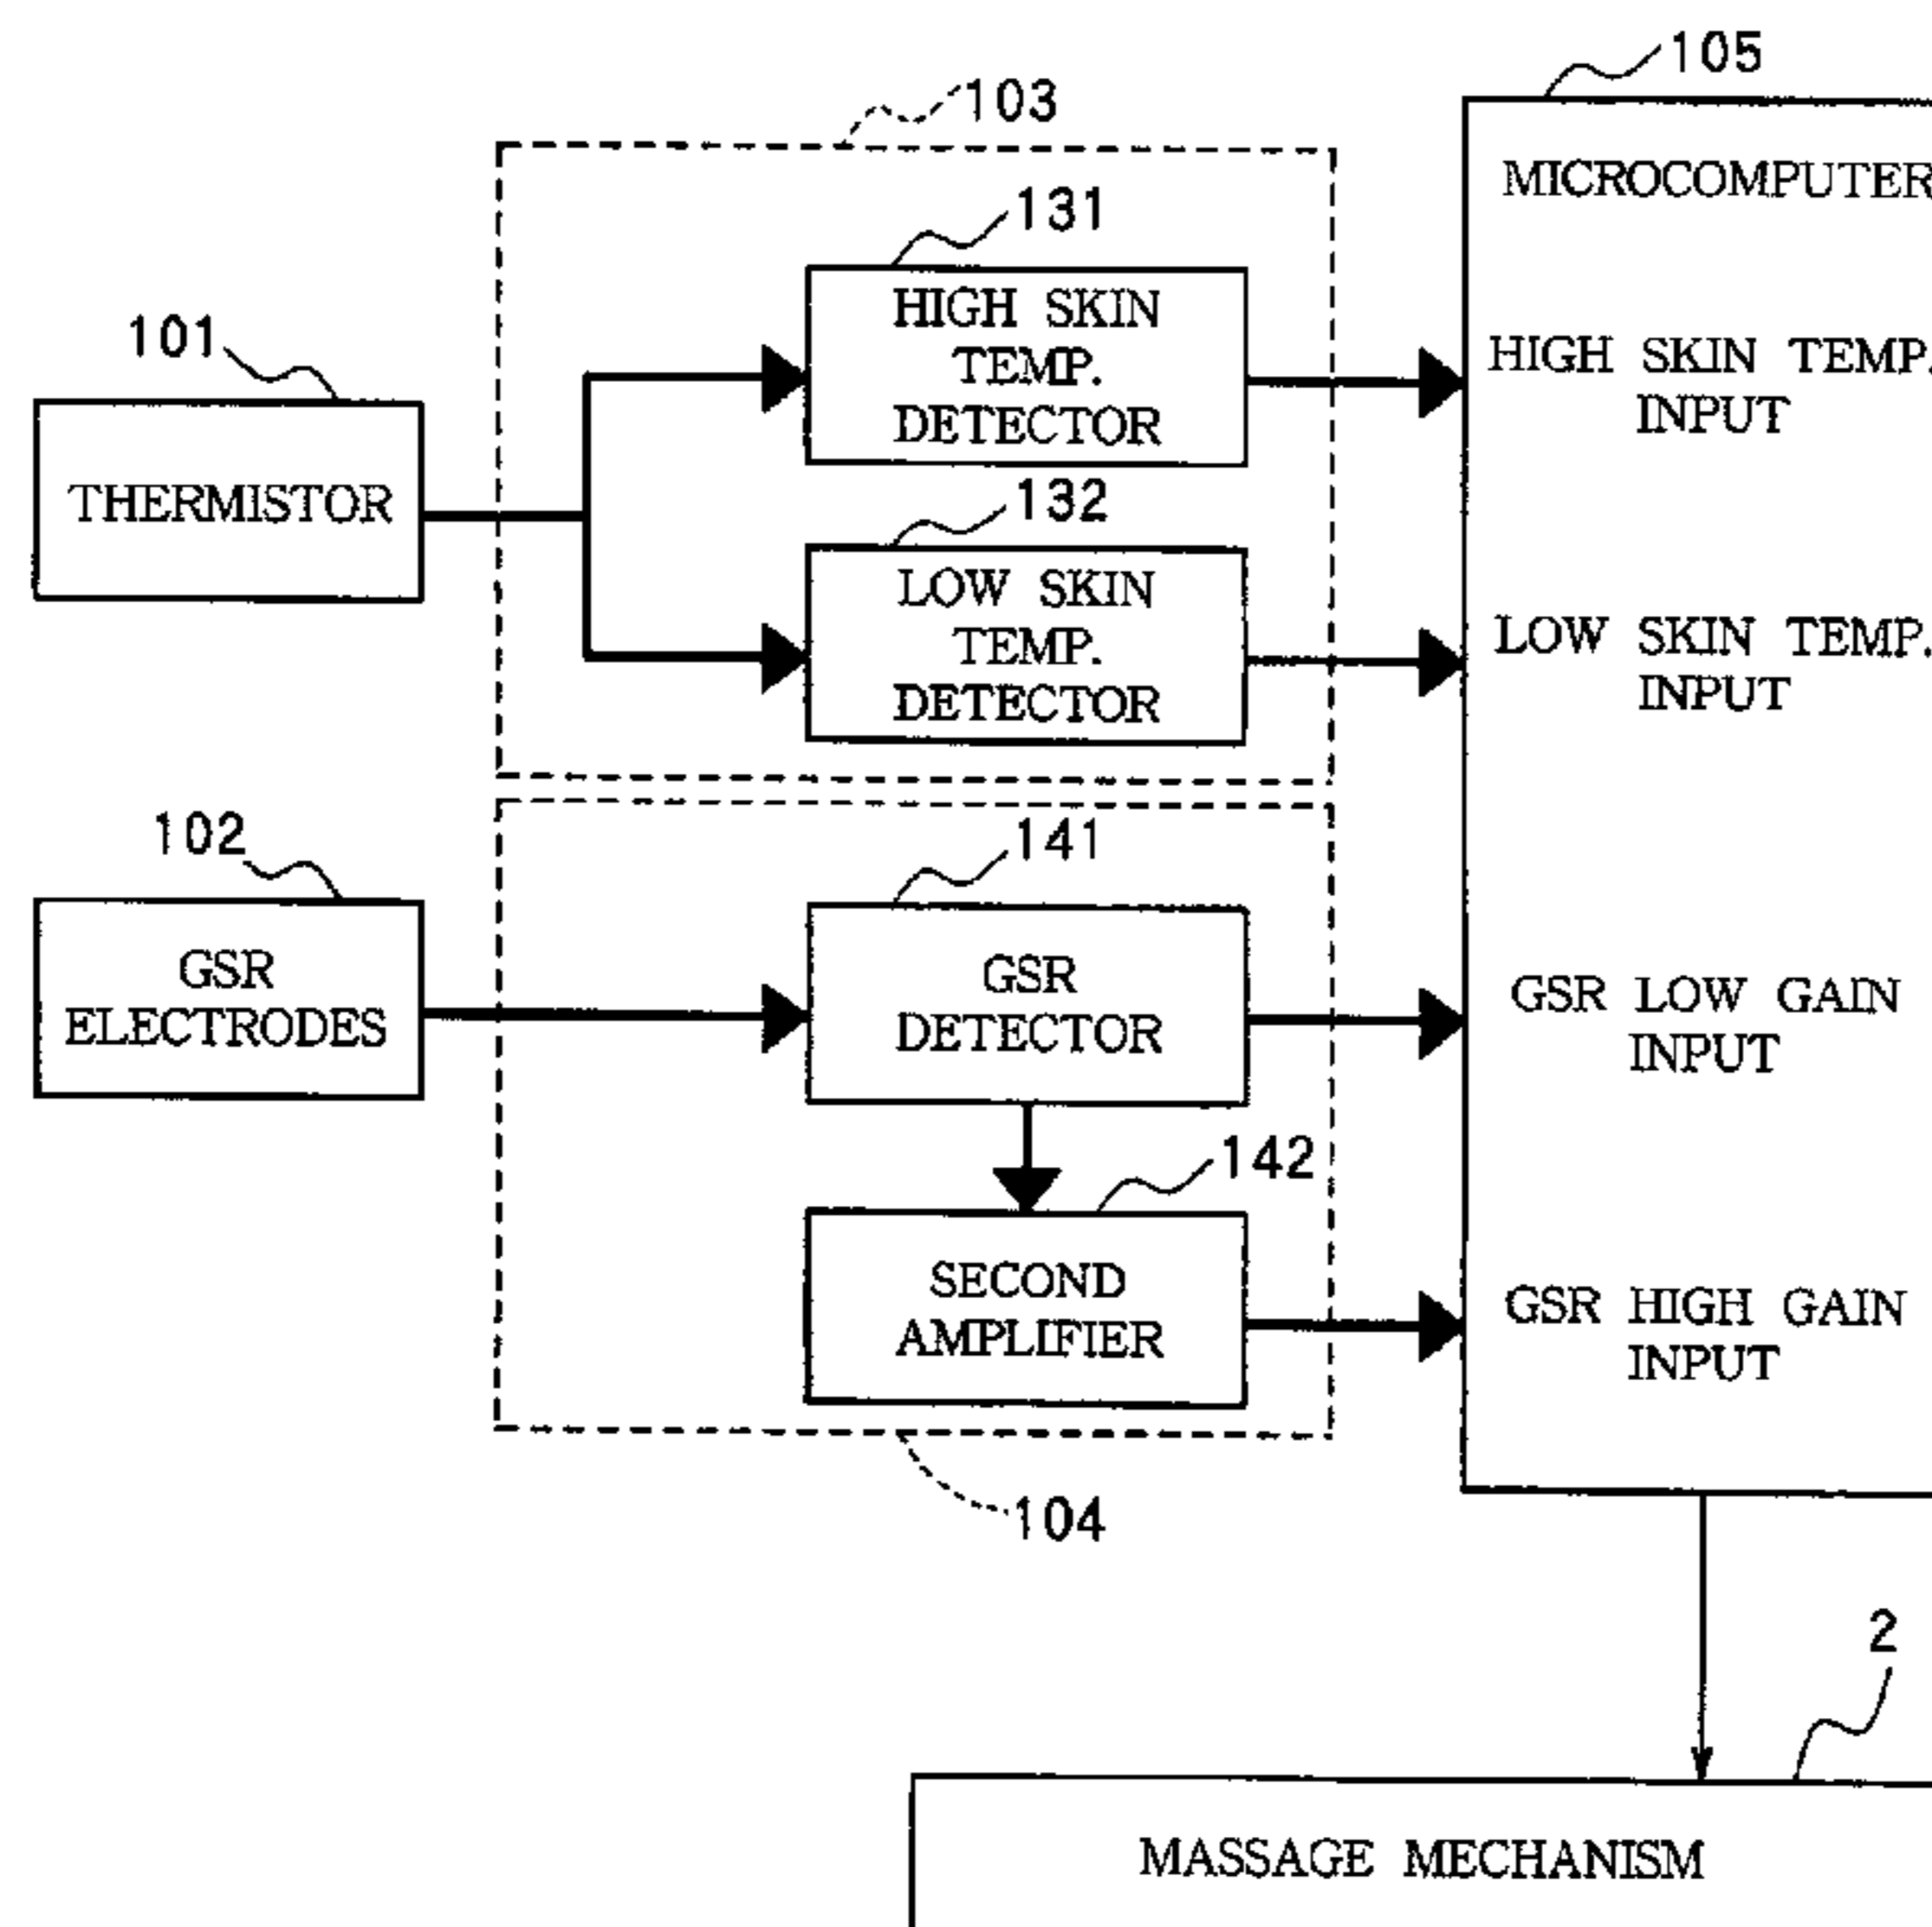 105
103
MICROCOMPUTER
131
HIGH SKIN
TEMP.
DETECTOR
HIGH SKIN TEMP.
INPUT
101
THERMISTOR
132
LOW SKIN
TEMP.
DETECTOR
LOW SKIN TEMP.
INPUT
102
141
GSR
ELECTRODES
GSR
DETECTOR
GSR LOW GAIN
INPUT
142
SECOND
AMPLIFIER
GSR HIGH GAIN
INPUT
104
2
MASSAGE MECHANISM